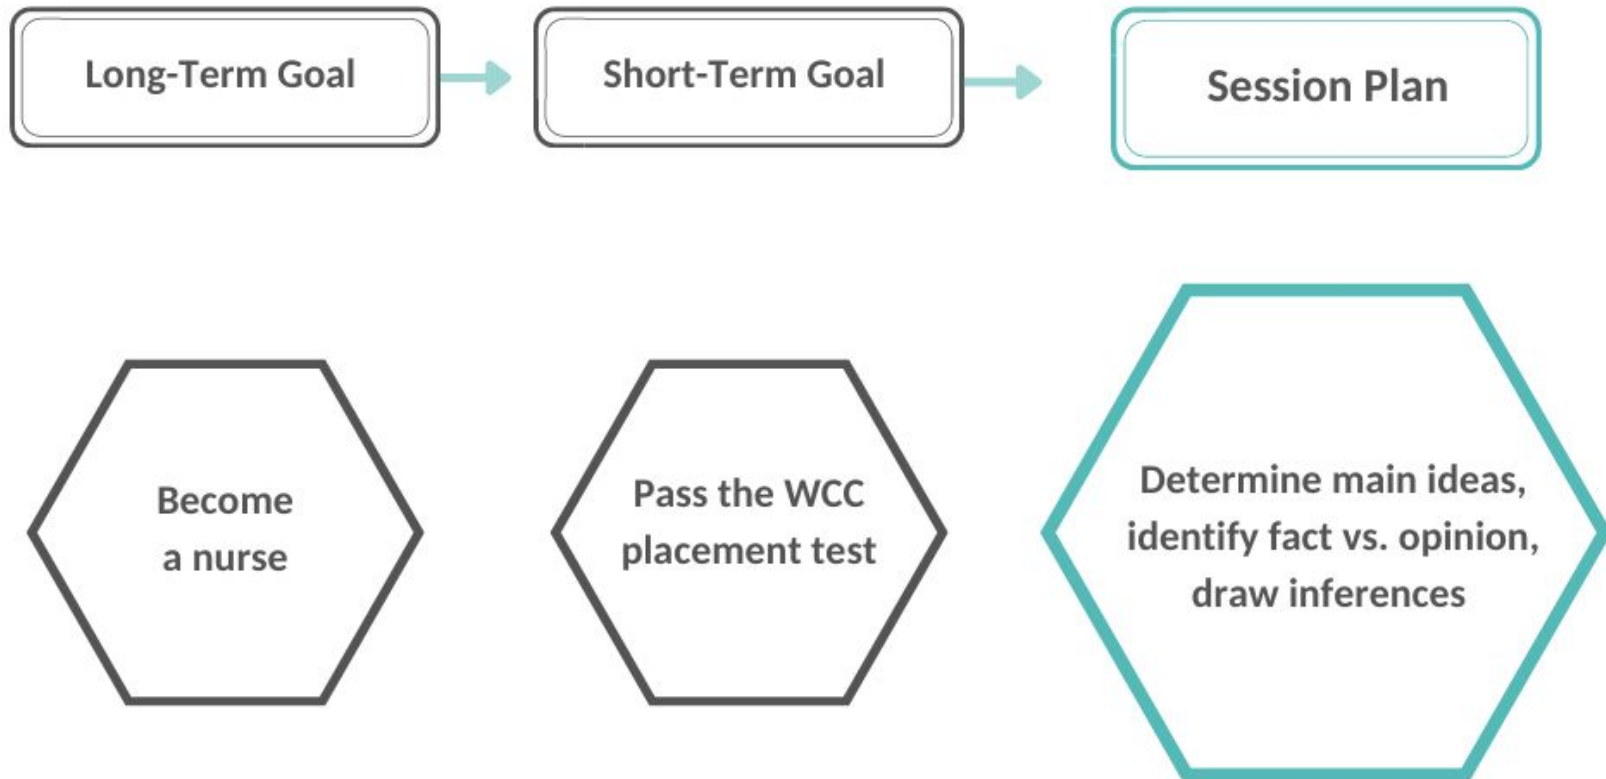 Long-Term Goal
Short-Term Goal
Session Plan
Become
a nurse
Pass the WCC
placement test
Determine main ideas,
identify fact vs. opinion,
draw inferences